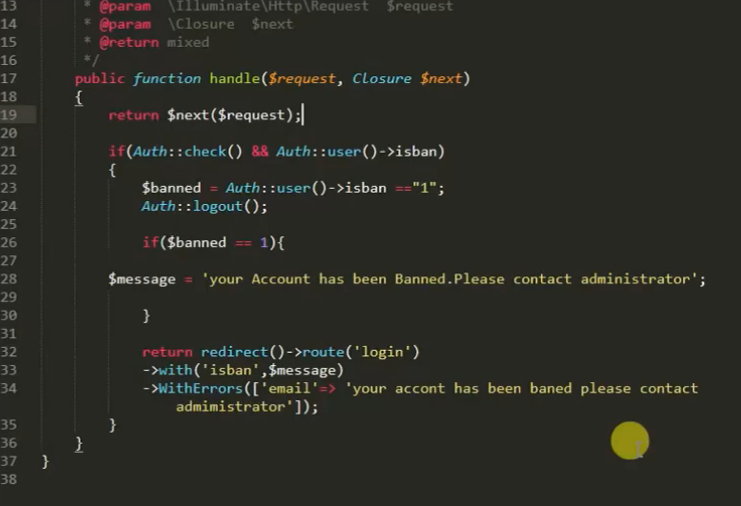 13 * @param \Illuminate\Http\Request $request
14 * @param \Closure $next
15 * @return mixed
16 */
17 public function handle($request, Closure $next)
18 {
19 return $next($request);
20
21 if(Auth::check() && Auth::user()->isban)
22 {
23 $banned = Auth::user()->isban =="1";
24 Auth::logout();
25
26 if($banned == 1){
27
28 $message = 'your Account has been Banned.Please contact administrator';
29
30 }
31
32 return redirect()->route('login')
33 ->with('isban',$message)
34 ->WithErrors(['email'=> 'your accont has been baned please contact
admimistrator']);
35 }
36 }
37 }
38